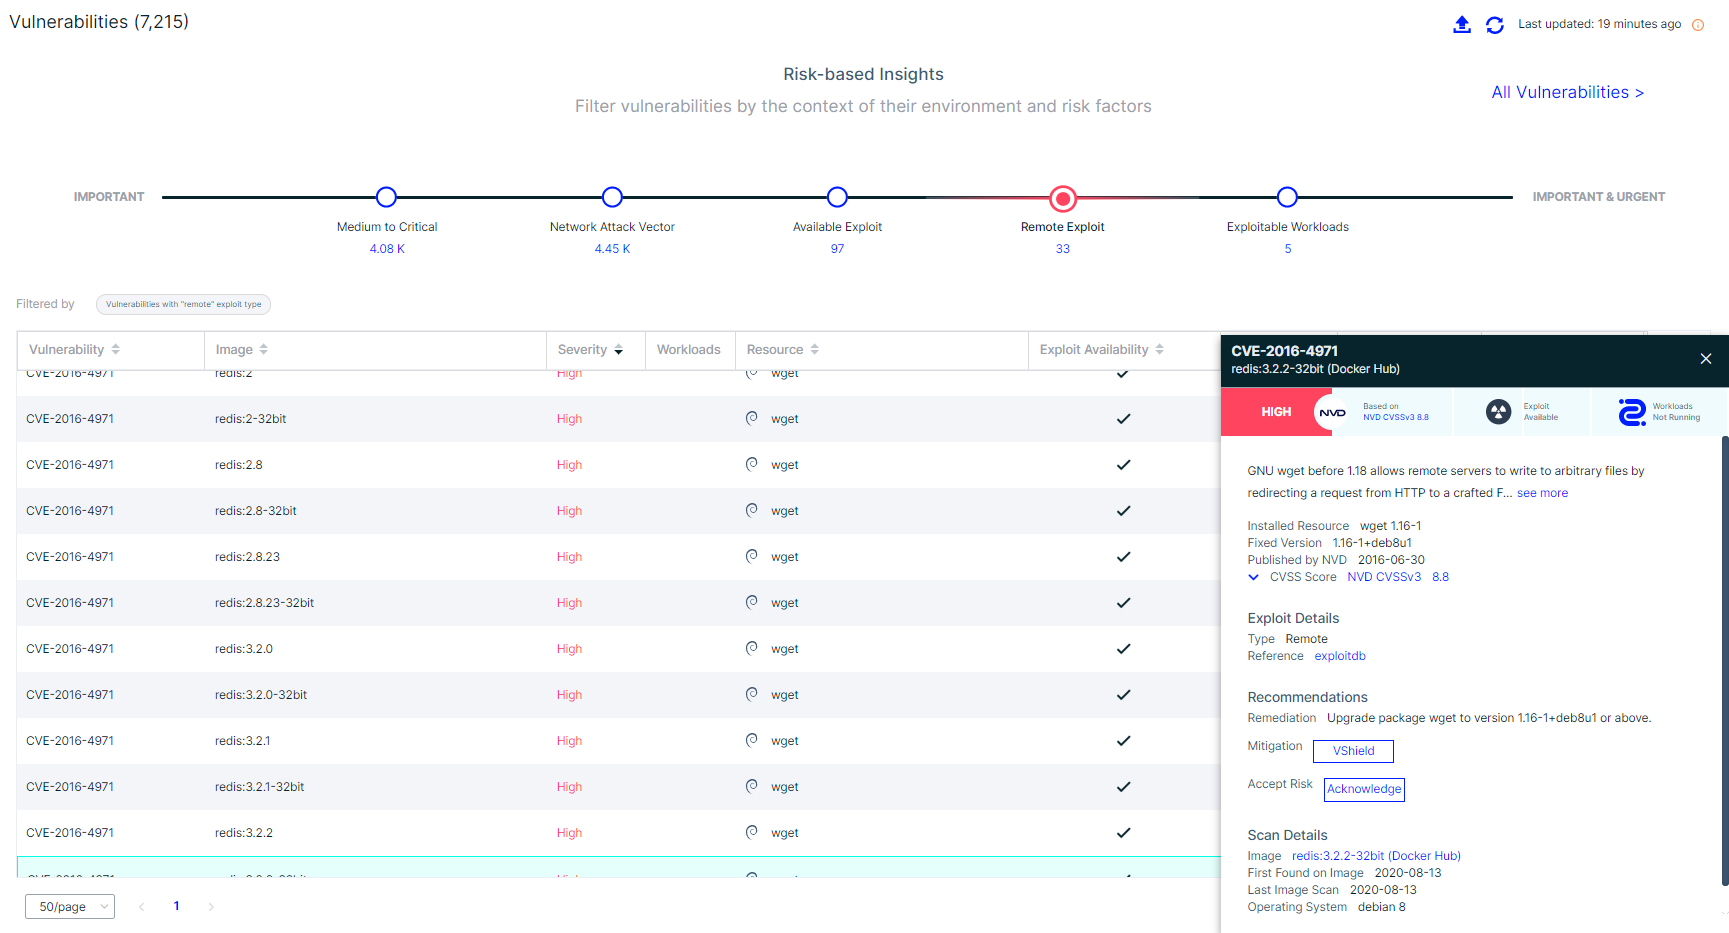 Vulnerabilities (7,215)
Last updated: 19 minutes ago
Risk-based Insights
Filter vulnerabilities by the context of their environment and risk factors
All Vulnerabilities >
IMPORTANT
IMPORTANT & URGENT
Medium to Critical
4.08 K
Network Attack Vector
4.45 K
Available Exploit
97
Remote Exploit
33
Exploitable Workloads
5
Filtered by Vulnerabilities with "remote" exploit type
Vulnerability Image Severity Workloads Resource Exploit Availability
CVE-2016-4971 redis:2 High wget
CVE-2016-4971 redis:2-32bit High wget
CVE-2016-4971 redis:2.8 High wget
CVE-2016-4971 redis:2.8-32bit High wget
CVE-2016-4971 redis:2.8.23 High wget
CVE-2016-4971 redis:2.8.23-32bit High wget
CVE-2016-4971 redis:3.2.0 High wget
CVE-2016-4971 redis:3.2.0-32bit High wget
CVE-2016-4971 redis:3.2.1 High wget
CVE-2016-4971 redis:3.2.1-32bit High wget
CVE-2016-4971 redis:3.2.2 High wget
50/page < 1 >
CVE-2016-4971
redis:3.2.2-32bit (Docker Hub)
HIGH
NVD
Based on
NVD CVSSv3 8.8
Exploit
Available
Workloads
Not Running
GNU wget before 1.18 allows remote servers to write to arbitrary files by
redirecting a request from HTTP to a crafted F... see more
Installed Resource wget 1.16-1
Fixed Version 1.16-1+deb8u1
Published by NVD 2016-06-30
CVSS Score NVD CVSSv3 8.8
Exploit Details
Type Remote
Reference exploitdb
Recommendations
Remediation Upgrade package wget to version 1.16-1+deb8u1 or above.
Mitigation VShield
Accept Risk Acknowledge
Scan Details
Image redis:3.2.2-32bit (Docker Hub)
First Found on Image 2020-08-13
Last Image Scan 2020-08-13
Operating System debian 8